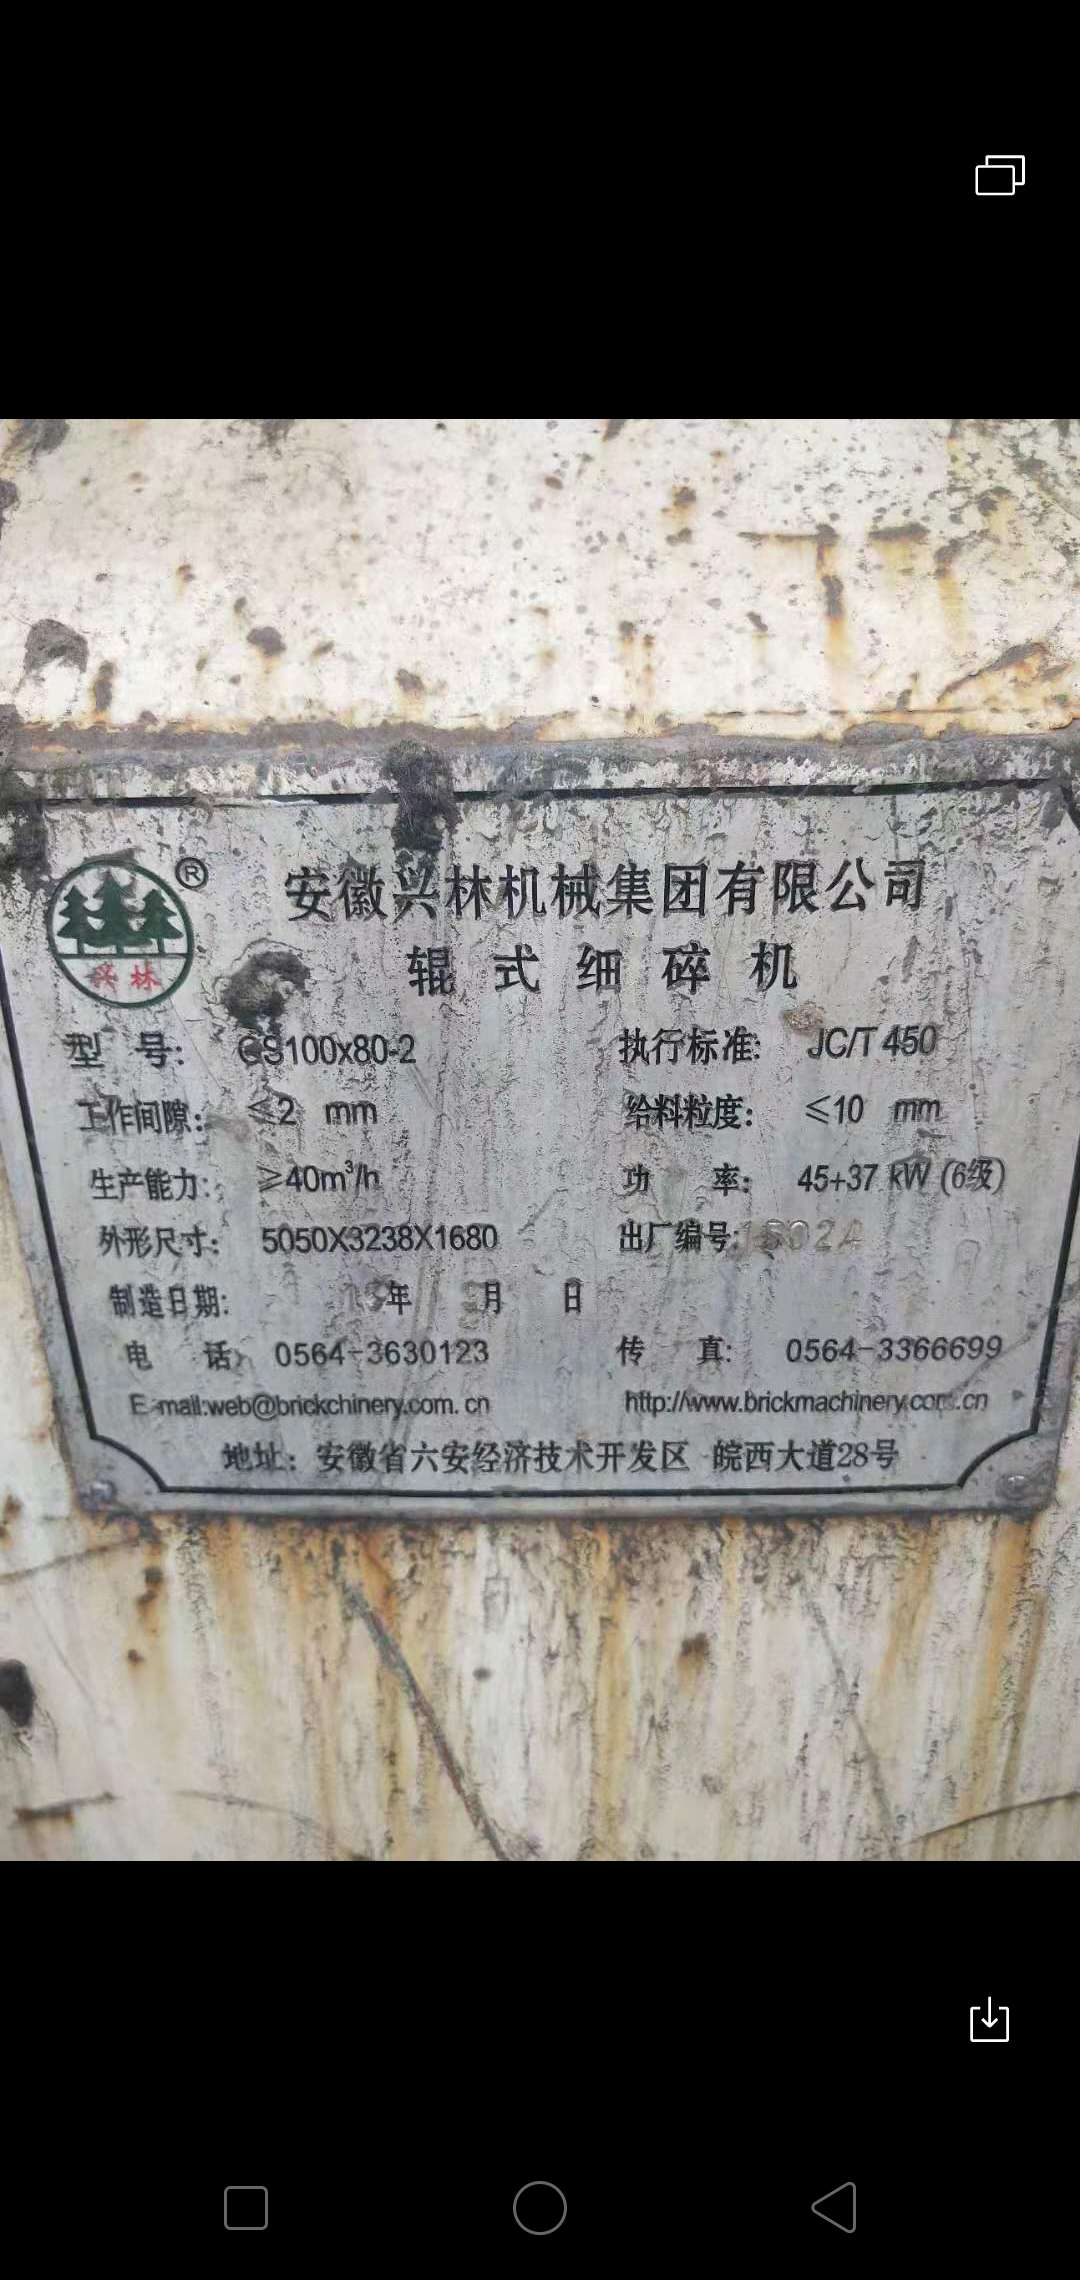 ®
兴林
安徽兴林机械集团有限公司
辊式细碎机
型号: GS100x80-2 执行标准: JC/T 450
工作间隙: ≤2 mm 给料粒度: ≤10 mm
生产能力: ≥40m³/h 功率: 45+37 kW (6级)
外形尺寸: 5050X3238X1680 出厂编号:
制造日期: 年 月 日
电话: 0564-3630123 传真: 0564-3366699
E-mail:web@brickchinery.com.cn http://www.brickmachinery.com.cn
地址: 安徽省六安经济技术开发区 皖西大道28号